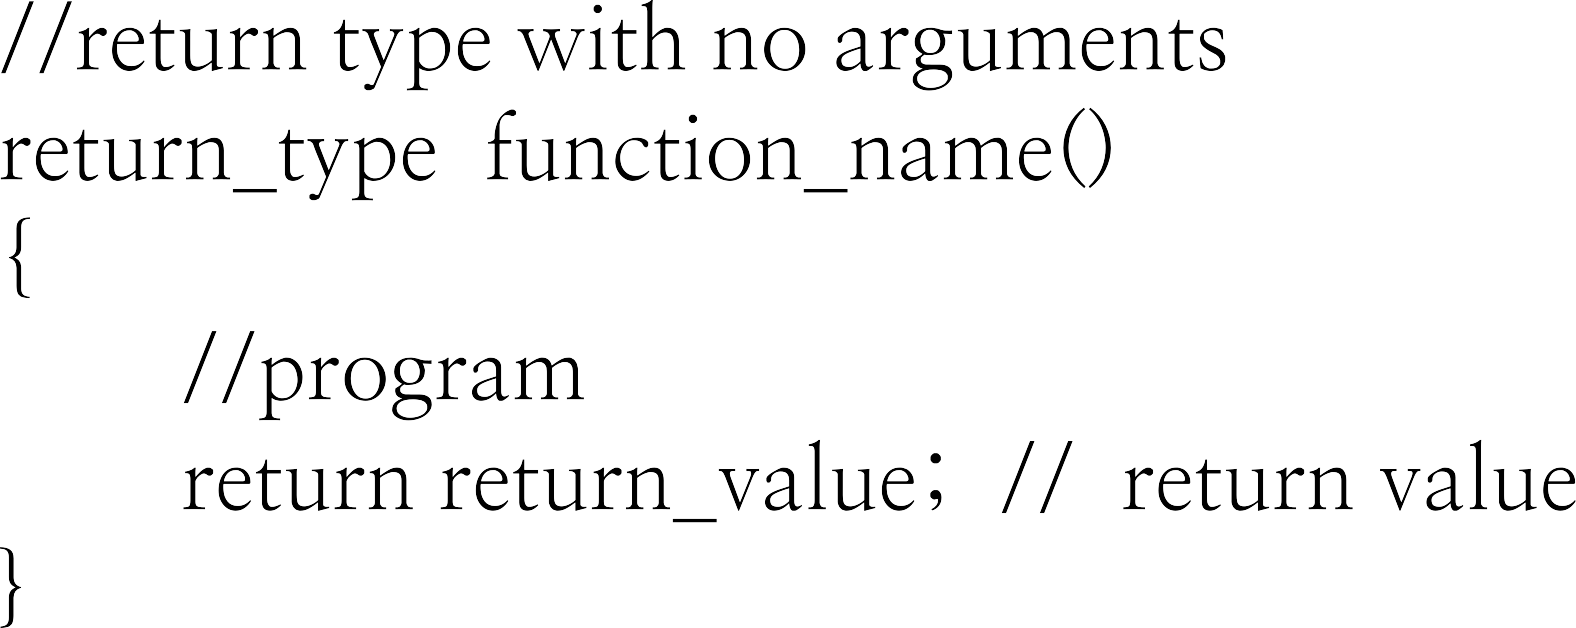 //return type with no arguments
return_type  function_name()
{
//program
return return_value;  //  return value
}